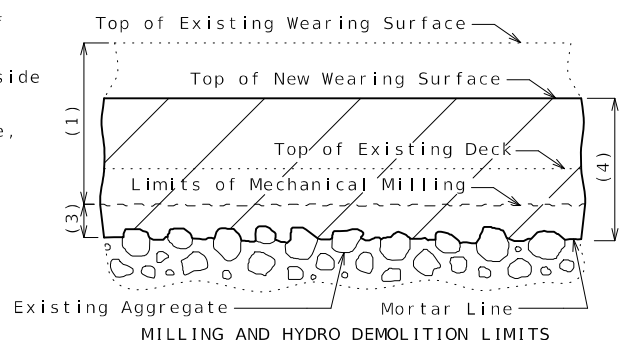 f
side
e,
Top of Existing Wearing Surface
Top of New Wearing Surface
(1)
Top of Existing Deck
(4)
Limits of Mechanical Milling
(3)
Existing Aggregate
Mortar Line
MILLING AND HYDRO DEMOLITION LIMITS